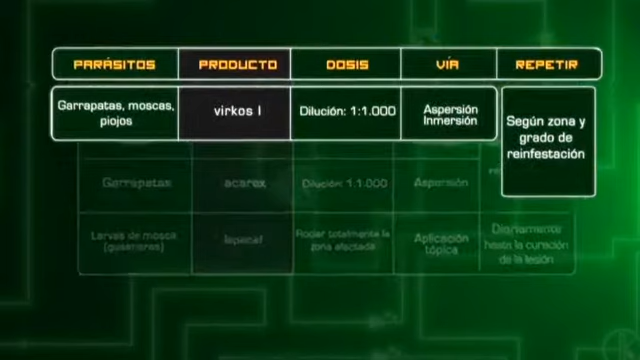 PARÁSITOS PRODUCTO DOSIS VÍA REPETIR
Garrapatas, moscas,
piojos
virkos l
Dilución: 1:1.000
Aspersión
Inmersión
Según zona y
grado de
reinfestación
Garrapatas
acarex
Dilución: 1:1.000
Aspersión
Larvas de mosca
(gusaneras)
Rociar totalmente la
zona afectada
Aplicación
tópica
Diariamente
hasta la curación
de la lesión